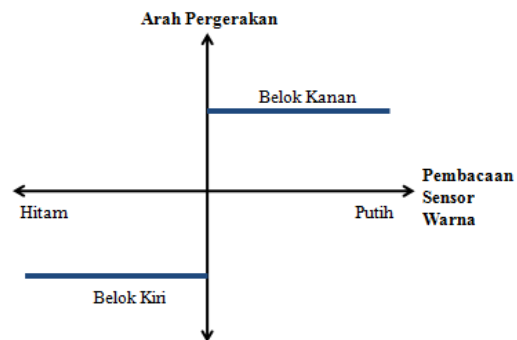 Arah Pergerakan
Belok Kanan
Pembacaan
Sensor
Warna
Hitam
Putih
Belok Kiri